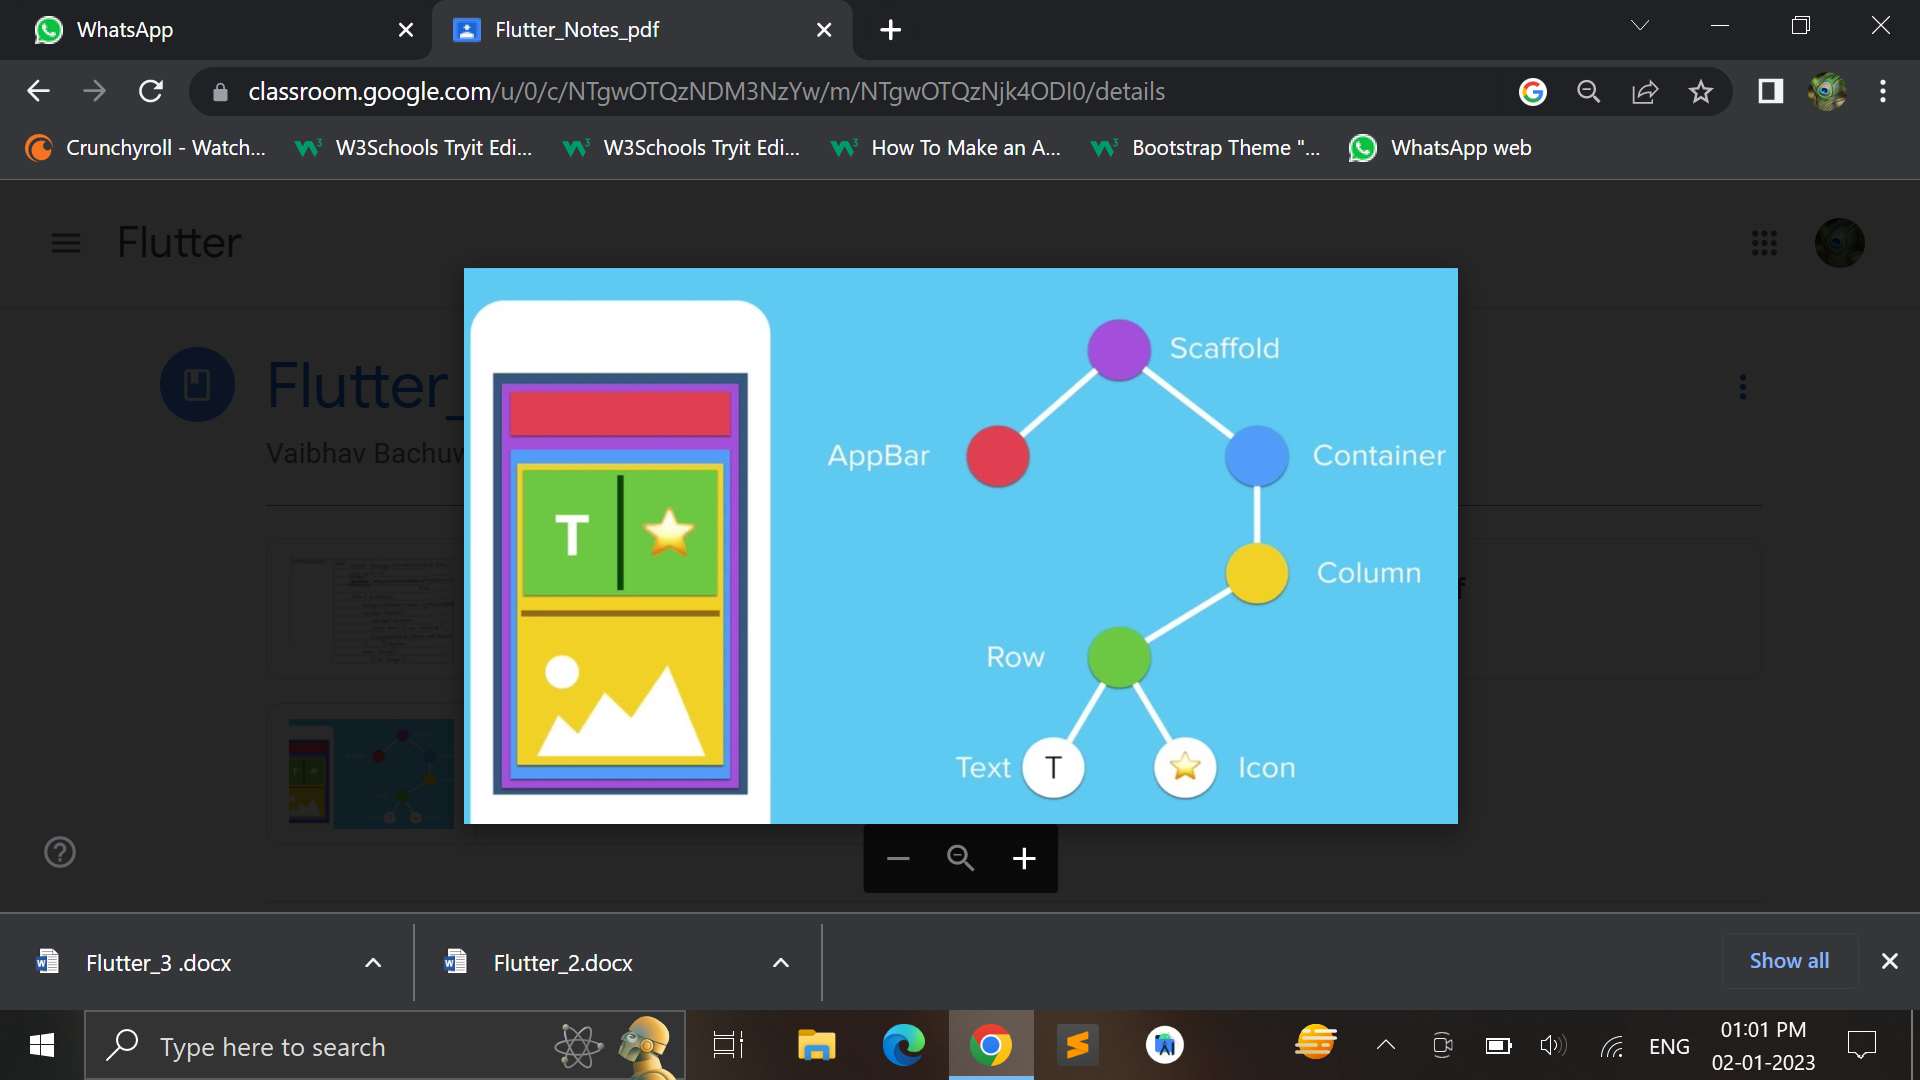 WhatsApp
Flutter_Notes_pdf
classroom.google.com/u/0/c/NTgwOTQzNDM3NzYw/m/NTgwOTQzNjk4ODI0/details
Crunchyroll - Watch...
W3Schools Tryit Edi...
W3Schools Tryit Edi...
How To Make an A...
Bootstrap Theme "...
WhatsApp web
Flutter
Flutter_
Vaibhav Bachuw
Scaffold
AppBar
Container
T
Column
Row
Text
T
Icon
Flutter_3 .docx
Flutter_2.docx
Show all
Type here to search
ENG
01:01 PM
02-01-2023